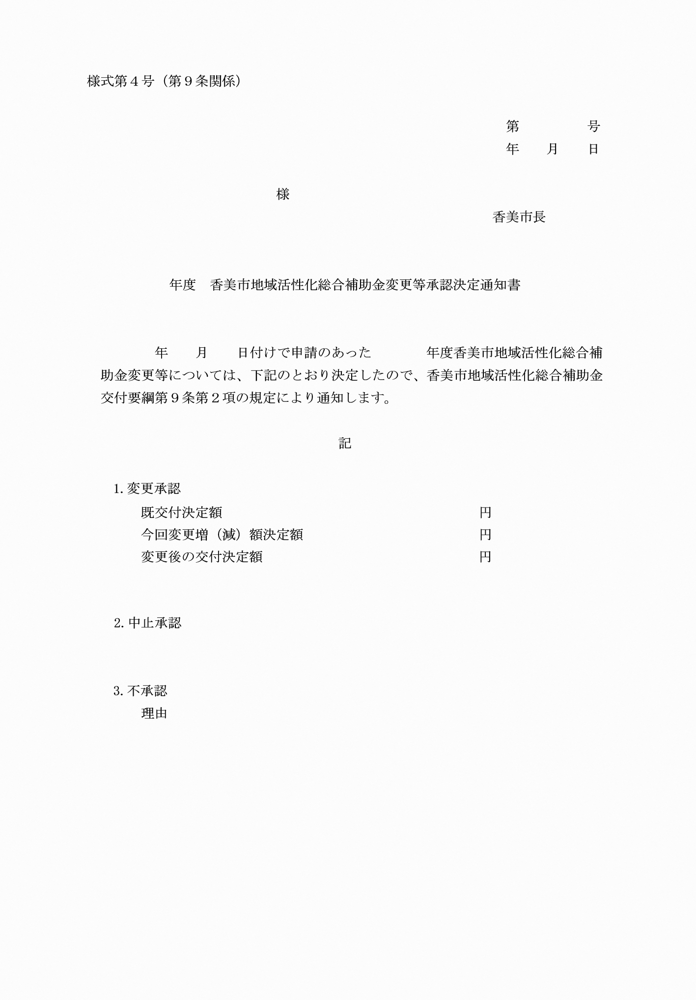 様式第４号（第９条関係）
第　　　　　号
年　　月　　日
様
香美市長
年度　香美市地域活性化総合補助金変更等承認決定通知書
年　　月　　日付けで申請のあった　　　　年度香美市地域活性化総合補
助金変更等については、下記のとおり決定したので、香美市地域活性化総合補助金
交付要綱第９条第２項の規定により通知します。
記
1. 変更承認
既交付決定額　　　　　　　　　　　　　　　　　　　円
今回変更増（減）額決定額　　　　　　　　　　　　　円
変更後の交付決定額　　　　　　　　　　　　　　　　円
2. 中止承認
3. 不承認
理由